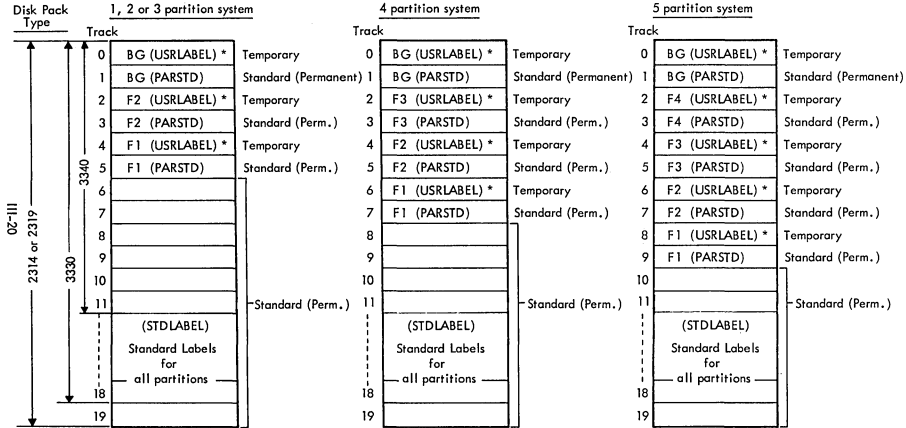 Disk Pack Type
1, 2 or 3 partition system
4 partition system
5 partition system
Track
Track
Track
0 BG (USRLABEL) * Temporary 0 BG (USRLABEL) * Temporary 0 BG (USRLABEL) * Temporary
1 BG (PARSTD) Standard (Permanent) 1 BG (PARSTD) Standard (Permanent) 1 BG (PARSTD) Standard (Permanent)
2 F2 (USRLABEL) * Temporary 2 F3 (USRLABEL) * Temporary 2 F4 (USRLABEL) * Temporary
3 F2 (PARSTD) Standard (Perm.) 3 F3 (PARSTD) Standard (Perm.) 3 F4 (PARSTD) Standard (Perm.)
4 F1 (USRLABEL) * Temporary 4 F2 (USRLABEL) * Temporary 4 F3 (USRLABEL) * Temporary
5 F1 (PARSTD) Standard (Perm.) 5 F2 (PARSTD) Standard (Perm.) 5 F3 (PARSTD) Standard (Perm.)
6 6 F1 (USRLABEL) * Temporary 6 F2 (USRLABEL) * Temporary
7 7 F1 (PARSTD) Standard (Perm.) 7 F2 (PARSTD) Standard (Perm.)
8 8 8 F1 (USRLABEL) * Temporary
9 9 9 F1 (PARSTD) Standard (Perm.)
10 10 10
11 Standard (Perm.) 11 Standard (Perm.) 11 Standard (Perm.)
(STDLABEL) (STDLABEL) (STDLABEL)
Standard Labels Standard Labels Standard Labels
for for for
all partitions all partitions all partitions
18 18 18
19 19 19
III-20
2314 or 2319
3330
3340